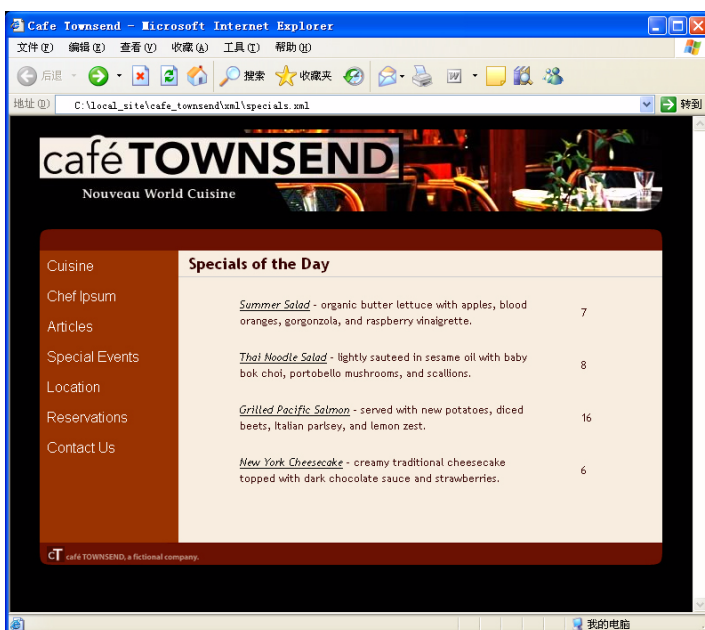 Cafe Townsend - Microsoft Internet Explorer
文件(F) 编辑(E) 查看(V) 收藏(A) 工具(T) 帮助(H)
后退 搜索 收藏夹
地址(D) C:\local_site\cafe_townsend\xml\specials.xml 转到
café TOWNSEND
Nouveau World Cuisine
Cuisine
Chef Ipsum
Articles
Special Events
Location
Reservations
Contact Us
Specials of the Day
Summer Salad - organic butter lettuce with apples, blood
oranges, gorgonzola, and raspberry vinaigrette.
7
Thai Noodle Salad - lightly sauteed in sesame oil with baby
bok choi, portobello mushrooms, and scallions.
8
Grilled Pacific Salmon - served with new potatoes, diced
beets, Italian parlsey, and lemon zest.
16
New York Cheesecake - creamy traditional cheesecake
topped with dark chocolate sauce and strawberries.
6
cT café TOWNSEND, a fictional company.
我的电脑